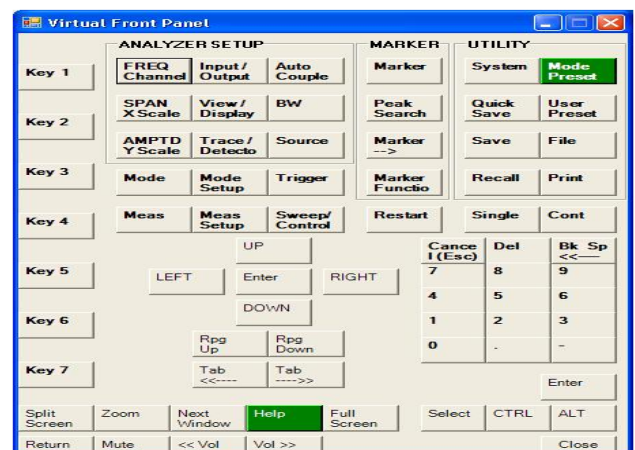 Virtual Front Panel
ANALYZER SETUP MARKER UTILITY
Key 1
FREQ Channel
Input / Output
Auto Couple
Marker
System
Mode Preset
Key 2
SPAN X Scale
View / Display
BW
Peak Search
Quick Save
User Preset
AMPTD Y Scale
Trace / Detecto
Source
Marker -->
Save
File
Key 3
Mode
Mode Setup
Trigger
Marker Functio
Recall
Print
Key 4
Meas
Meas Setup
Sweep/ Control
Restart
Single
Cont
UP
Cance l (Esc)
Del
Bk Sp <<----
Key 5
LEFT
Enter
RIGHT
7 8 9
4 5 6
DOWN
Key 6
1 2 3
Rpg Up
Rpg Down
0 . -
Key 7
Tab <<----
Tab ---->>
Enter
Split Screen
Zoom
Next Window
Help
Full Screen
Select
CTRL
ALT
Return
Mute
<< Vol
Vol >>
Close